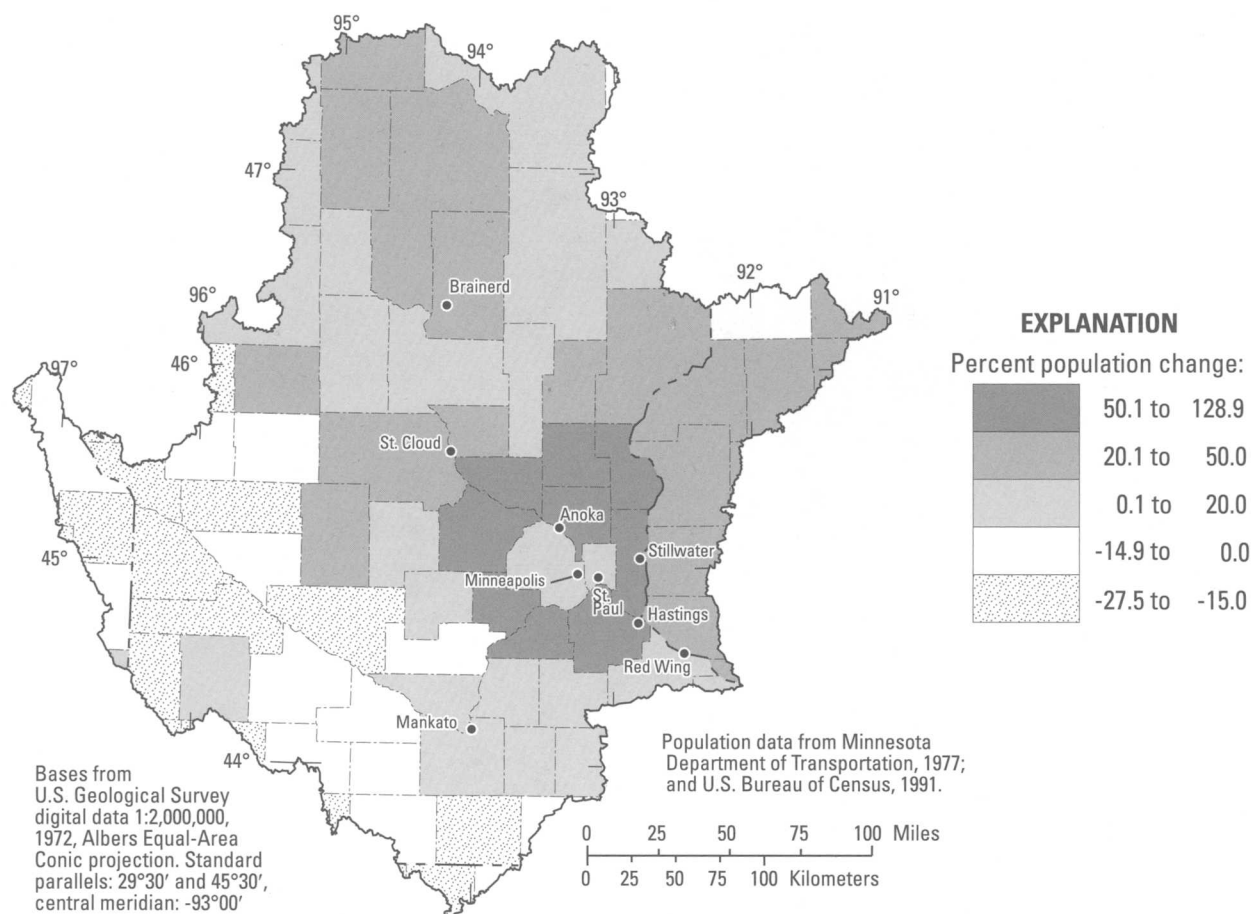 95°
94°
47°
93°
Brainerd
92°
91°
96°
46°
97°
St. Cloud
Anoka
45°
Stillwater
Minneapolis
St.
Paul
Hastings
Red Wing
Mankato
44°
EXPLANATION
Percent population change:
50.1 to 128.9
20.1 to 50.0
0.1 to 20.0
-14.9 to 0.0
-27.5 to -15.0
Population data from Minnesota
Department of Transportation, 1977;
and U.S. Bureau of Census, 1991.
Bases from
U.S. Geological Survey
digital data 1:2,000,000,
1972, Albers Equal-Area
Conic projection. Standard
parallels: 29°30′ and 45°30′,
central meridian: -93°00′
0 25 50 75 100 Miles
0 25 50 75 100 Kilometers